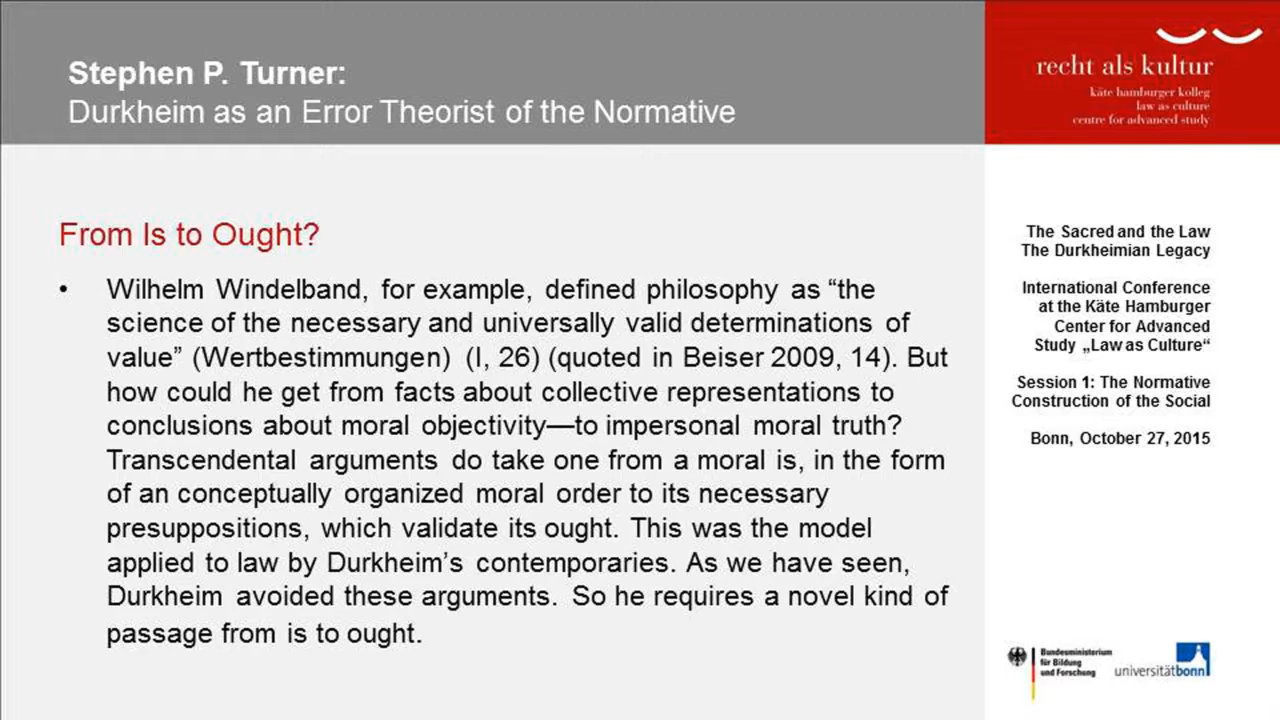 Stephen P. Turner:
Durkheim as an Error Theorist of the Normative
recht als kultur
käte hamburger kolleg
law as culture
centre for advanced study
From Is to Ought?
• Wilhelm Windelband, for example, defined philosophy as “the
science of the necessary and universally valid determinations of
value” (Wertbestimmungen) (I, 26) (quoted in Beiser 2009, 14). But
how could he get from facts about collective representations to
conclusions about moral objectivity—to impersonal moral truth?
Transcendental arguments do take one from a moral is, in the form
of an conceptually organized moral order to its necessary
presuppositions, which validate its ought. This was the model
applied to law by Durkheim’s contemporaries. As we have seen,
Durkheim avoided these arguments. So he requires a novel kind of
passage from is to ought.
The Sacred and the Law
The Durkheimian Legacy
International Conference
at the Käte Hamburger
Center for Advanced
Study „Law as Culture“
Session 1: The Normative
Construction of the Social
Bonn, October 27, 2015
Bundesministerium
für Bildung
und Forschung
universitätbonn